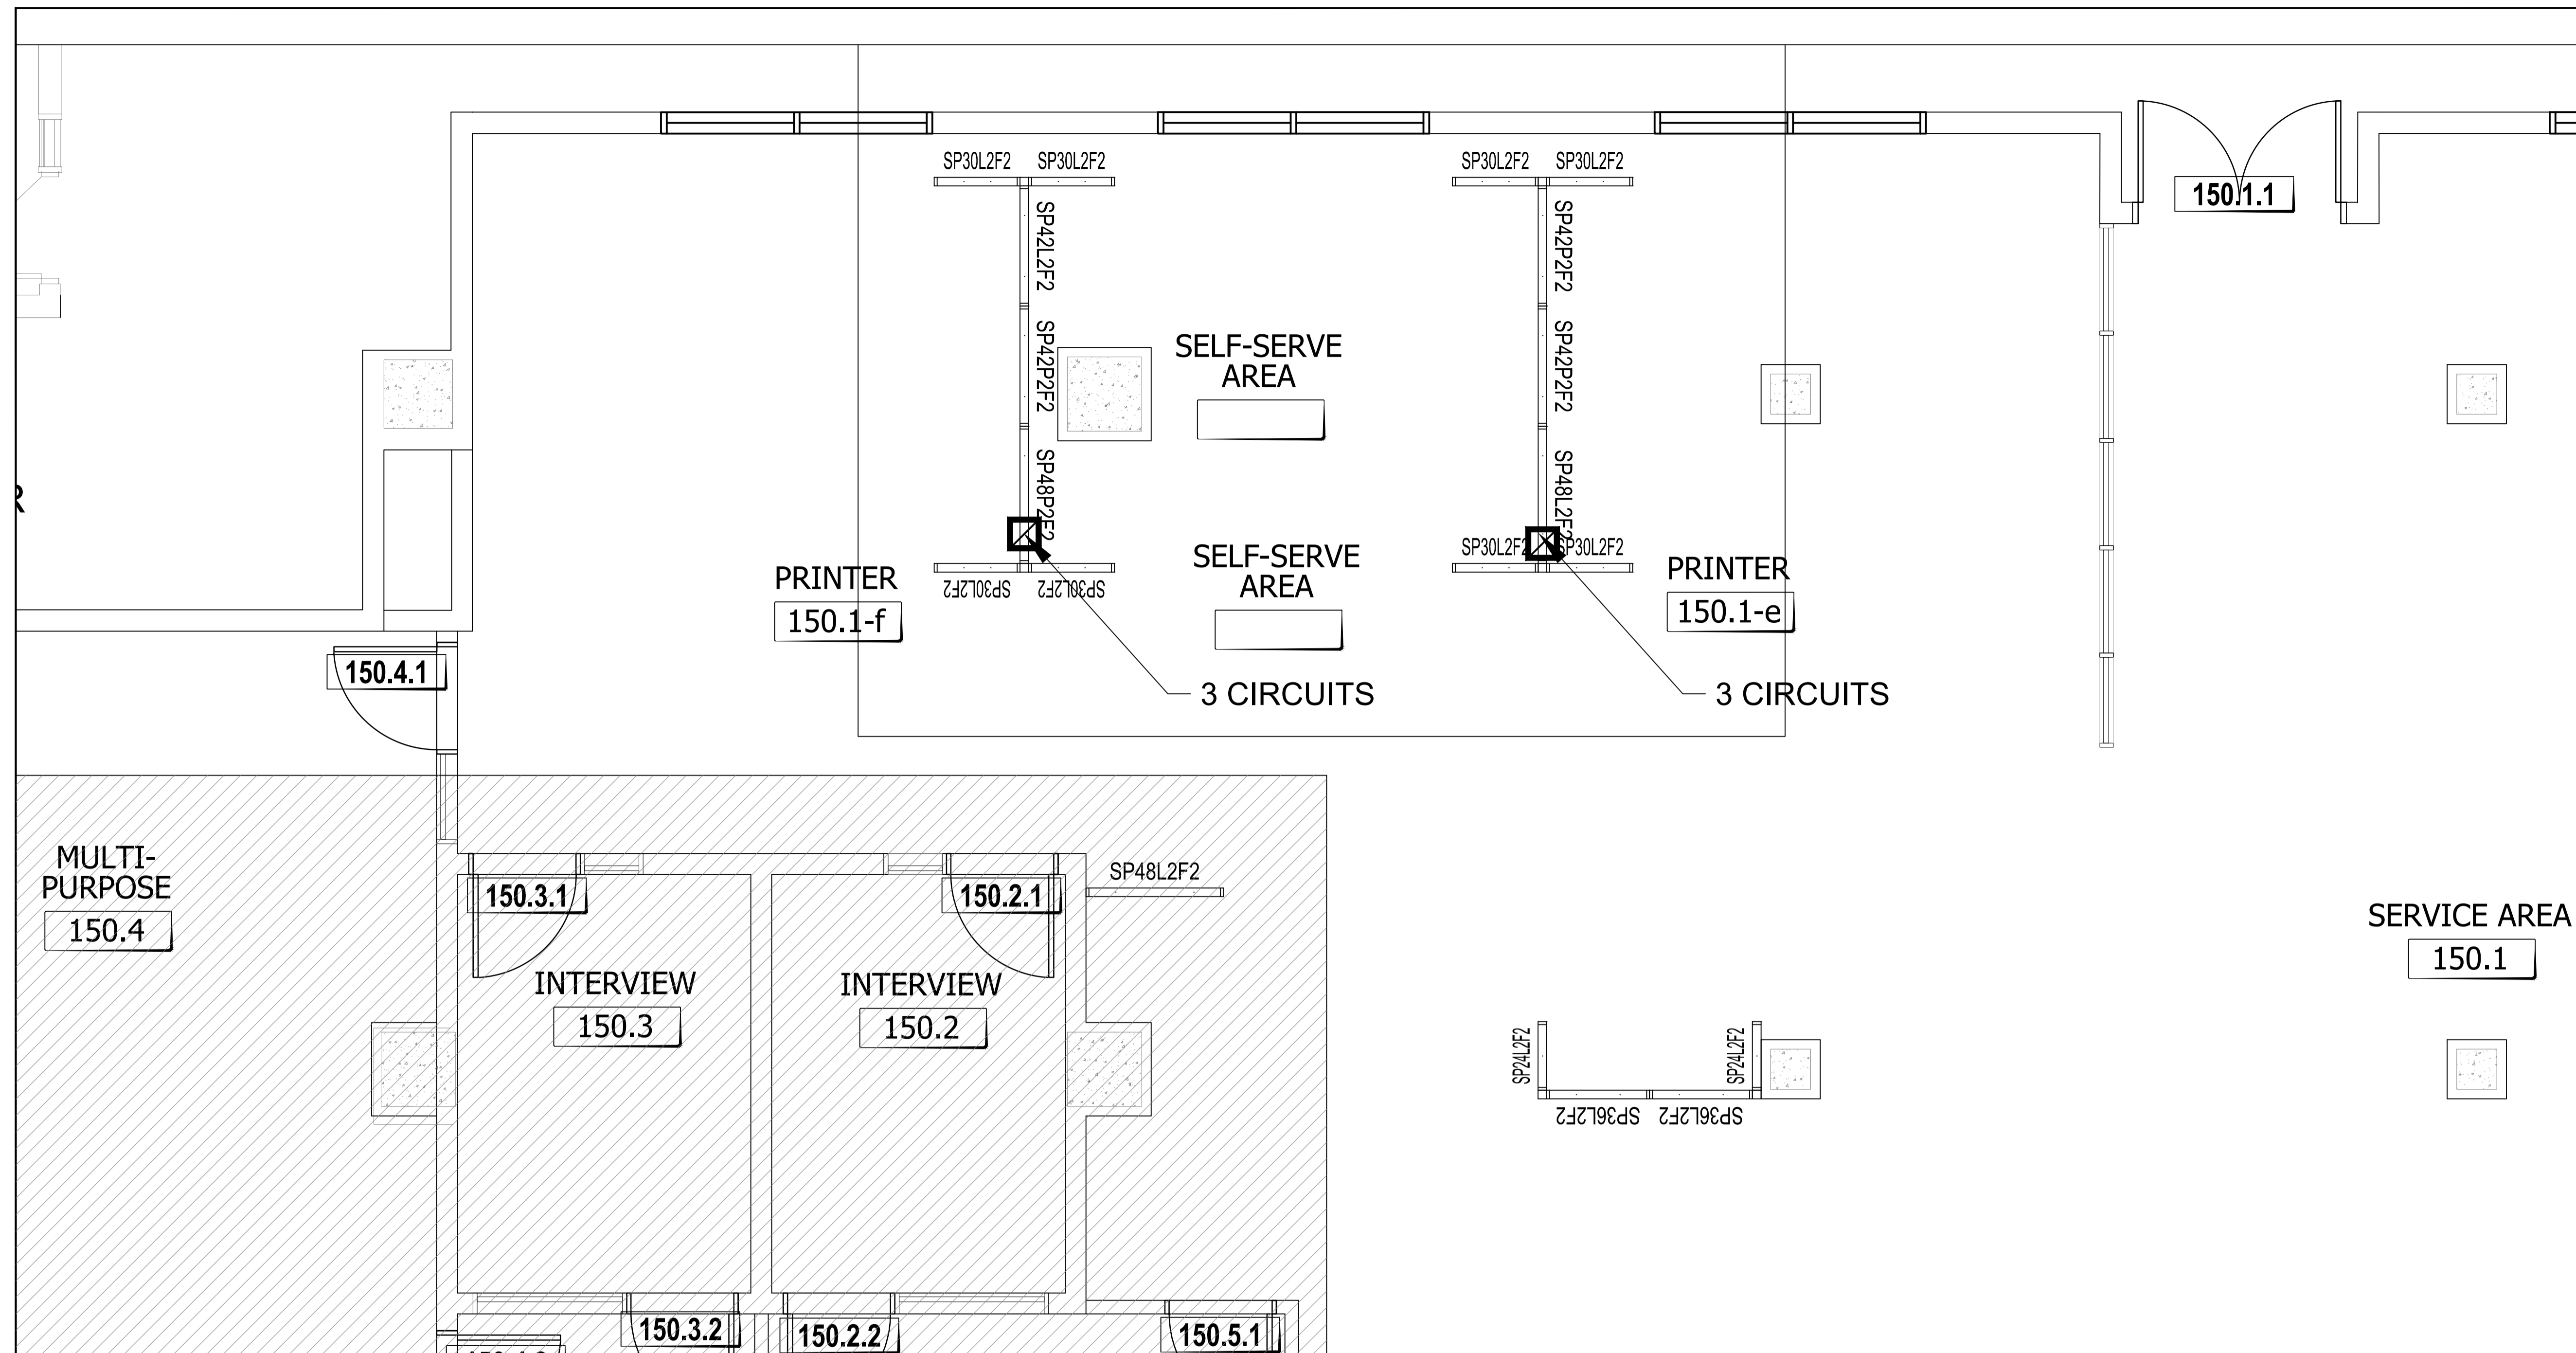 SP30L2F2 SP30L2F2
SP30L2F2 SP30L2F2
150.1.1
SP42L2F2
SP42P2F2
SP42P2F2
SP42P2F2
SELF-SERVE
AREA
SP48P2F2
SP48L2F2
SELF-SERVE
AREA
SP30L2F2 SP30L2F2
SP30L2F2 SP30L2F2
PRINTER
150.1-f
PRINTER
150.1-e
150.4.1
3 CIRCUITS
3 CIRCUITS
MULTI-
PURPOSE
150.4
150.3.1
150.2.1
SP48L2F2
INTERVIEW
150.3
INTERVIEW
150.2
SERVICE AREA
150.1
SP24L2F2
SP24L2F2
SP36L2F2 SP36L2F2
150.3.2
150.2.2
150.5.1